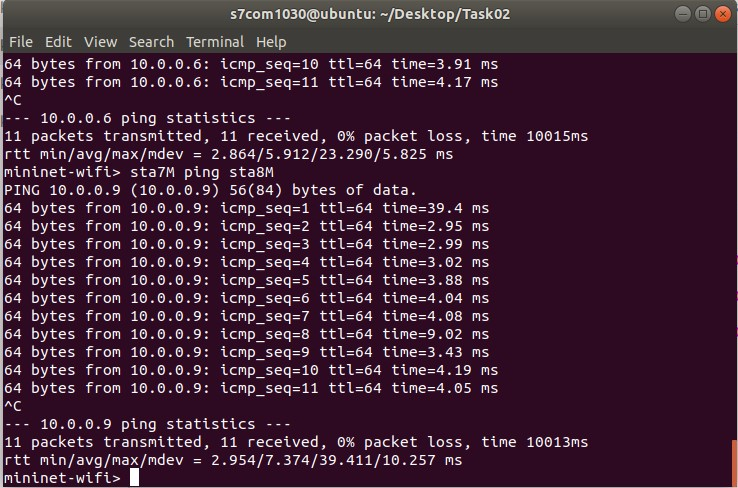 s7com1030@ubuntu: ~/Desktop/Task02
File Edit View Search Terminal Help
64 bytes from 10.0.0.6: icmp_seq=10 ttl=64 time=3.91 ms
64 bytes from 10.0.0.6: icmp_seq=11 ttl=64 time=4.17 ms
^C
--- 10.0.0.6 ping statistics ---
11 packets transmitted, 11 received, 0% packet loss, time 10015ms
rtt min/avg/max/mdev = 2.864/5.912/23.290/5.825 ms
mininet-wifi> sta7M ping sta8M
PING 10.0.0.9 (10.0.0.9) 56(84) bytes of data.
64 bytes from 10.0.0.9: icmp_seq=1 ttl=64 time=39.4 ms
64 bytes from 10.0.0.9: icmp_seq=2 ttl=64 time=2.95 ms
64 bytes from 10.0.0.9: icmp_seq=3 ttl=64 time=2.99 ms
64 bytes from 10.0.0.9: icmp_seq=4 ttl=64 time=3.02 ms
64 bytes from 10.0.0.9: icmp_seq=5 ttl=64 time=3.88 ms
64 bytes from 10.0.0.9: icmp_seq=6 ttl=64 time=4.04 ms
64 bytes from 10.0.0.9: icmp_seq=7 ttl=64 time=4.08 ms
64 bytes from 10.0.0.9: icmp_seq=8 ttl=64 time=9.02 ms
64 bytes from 10.0.0.9: icmp_seq=9 ttl=64 time=3.43 ms
64 bytes from 10.0.0.9: icmp_seq=10 ttl=64 time=4.19 ms
64 bytes from 10.0.0.9: icmp_seq=11 ttl=64 time=4.05 ms
^C
--- 10.0.0.9 ping statistics ---
11 packets transmitted, 11 received, 0% packet loss, time 10013ms
rtt min/avg/max/mdev = 2.954/7.374/39.411/10.257 ms
mininet-wifi>